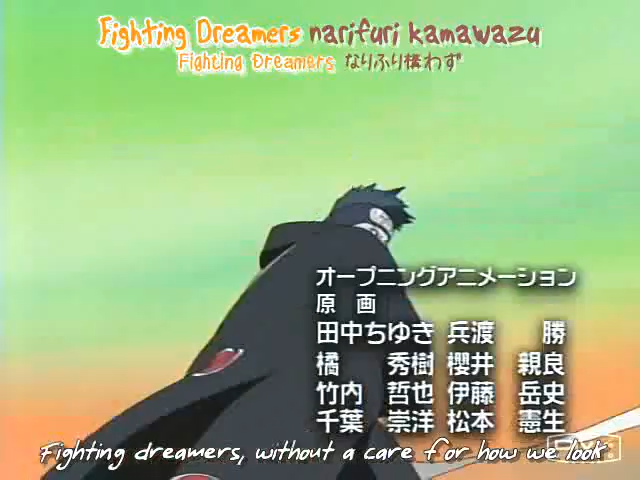 Fighting Dreamers narifuri kamawazu
Fighting Dreamers なりふり構わず
オープニングアニメーション
原　画
田中ちゆき 兵渡　勝
橘　秀樹 櫻井　親良
竹内　哲也 伊藤　岳史
千葉　崇洋 松本　憲生
Fighting dreamers, without a care for how we look